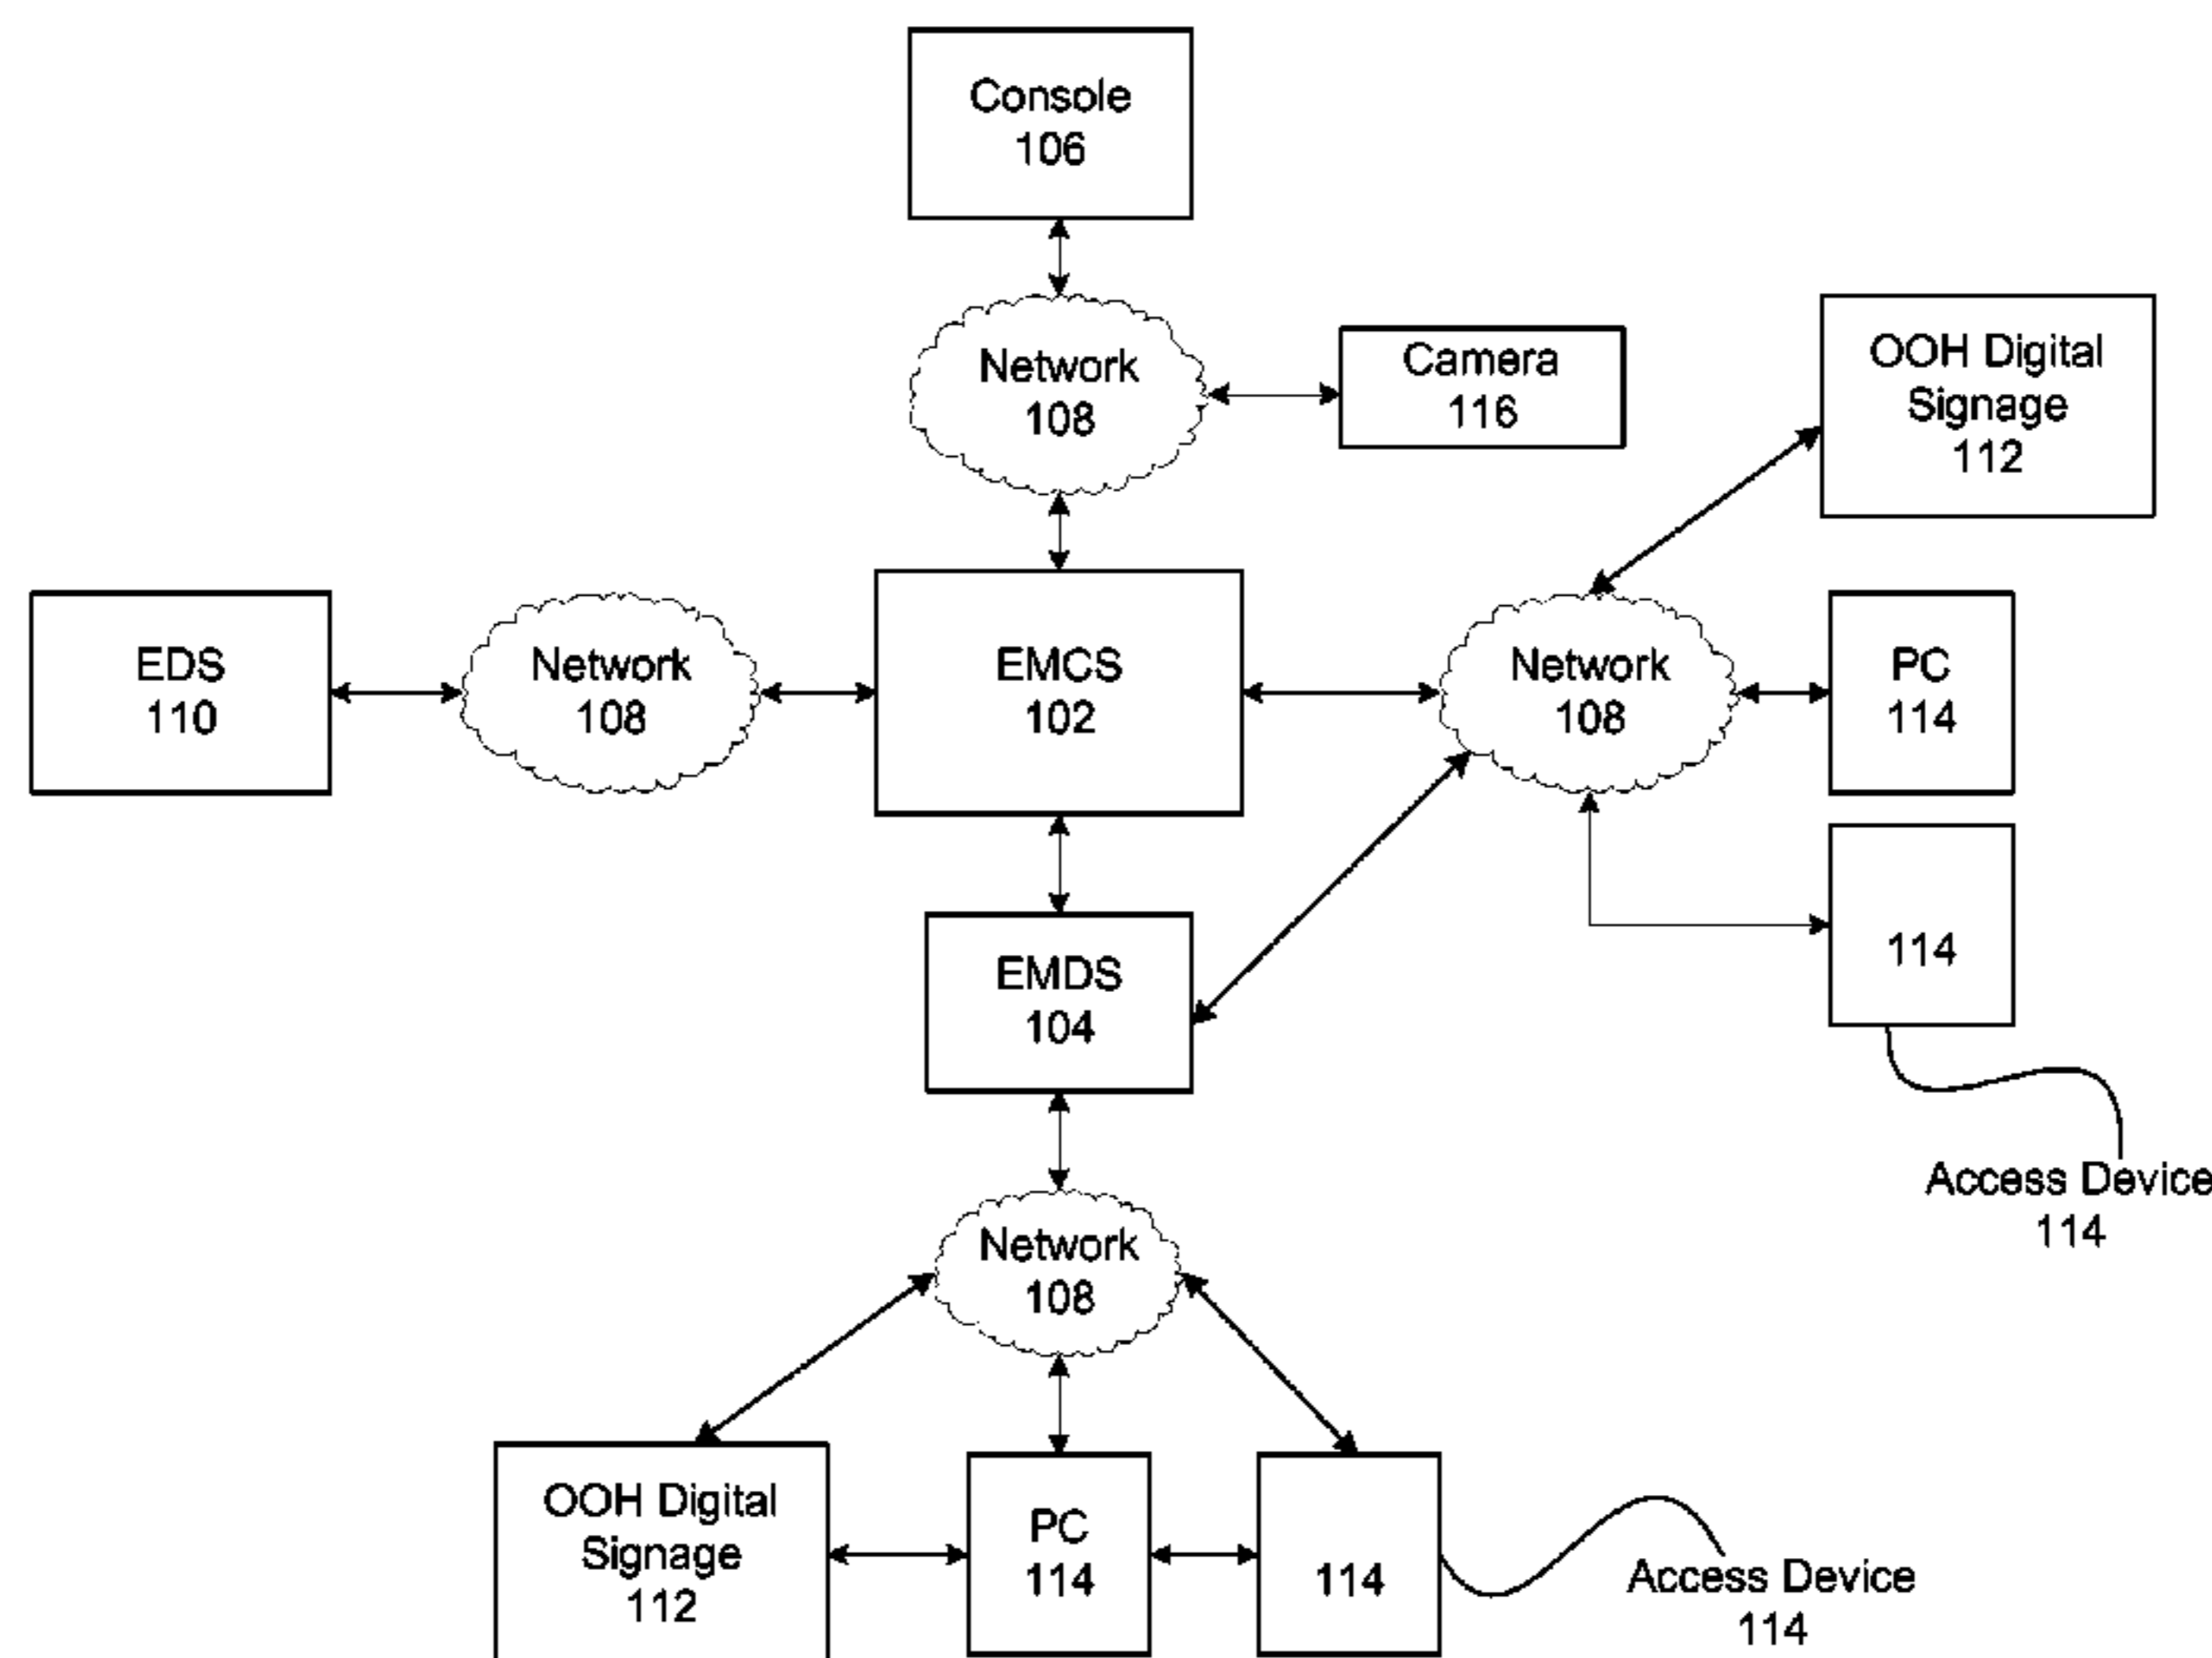 Console
106
Network
108
Camera
116
OOH Digital
Signage
112
EDS
110
Network
108
EMCS
102
Network
108
PC
114
114
Access Device
114
EMDS
104
Network
108
OOH Digital
Signage
112
PC
114
114
Access Device
114